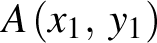 A (x₁, y₁)